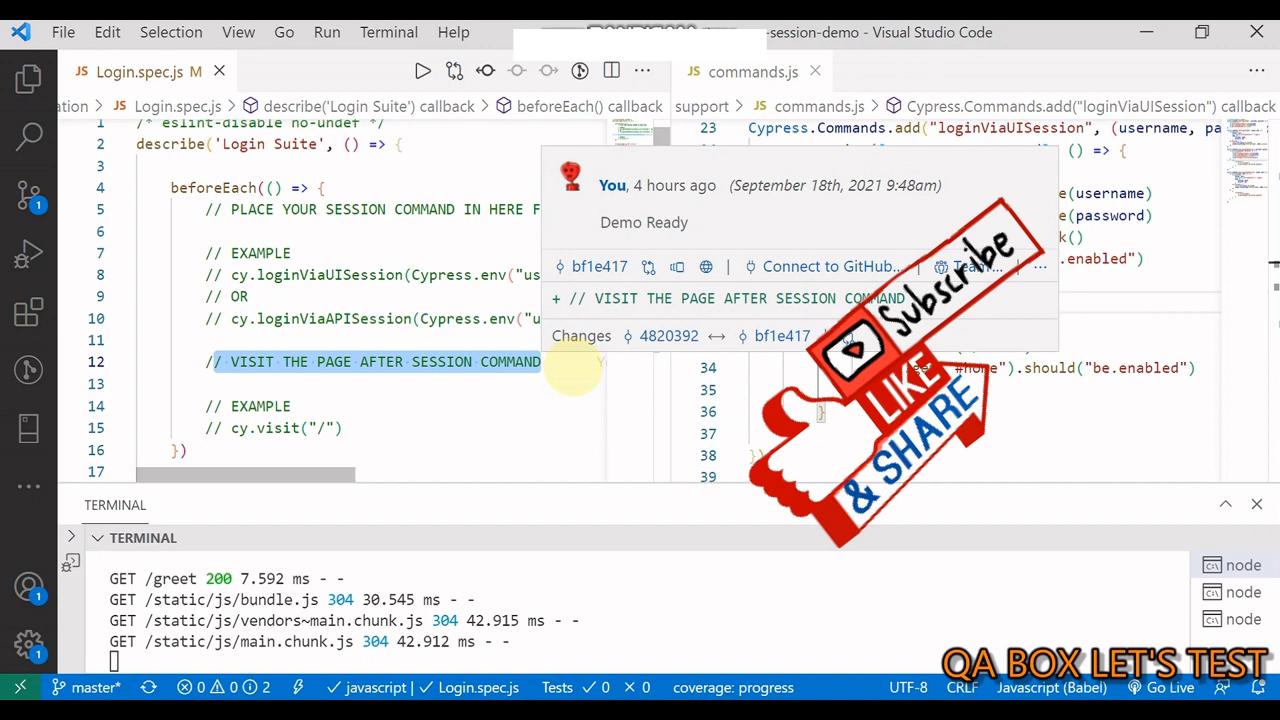 File Edit Selection View Go Run Terminal Help
-session-demo - Visual Studio Code
JS Login.spec.js M
JS commands.js
ation > JS Login.spec.js > describe('Login Suite') callback > beforeEach() callback
support > JS commands.js > Cypress.Commands.add("loginViaUISession") callback
1 /* eslint-disable no-undef */
2 describe('Login Suite', () => {
3
4 beforeEach(() => {
5 // PLACE YOUR SESSION COMMAND IN HERE F
6
7 // EXAMPLE
8 // cy.loginViaUISession(Cypress.env("us
9 // OR
10 // cy.loginViaAPISession(Cypress.env("u
11
12 // VISIT THE PAGE AFTER SESSION COMMAND
13
14 // EXAMPLE
15 // cy.visit("/")
16 })
17
You, 4 hours ago (September 18th, 2021 9:48am)
Demo Ready
bf1e417 | Connect to GitHub... | Team... | ...
+ // VISIT THE PAGE AFTER SESSION COMMAND
Changes 4820392 ↔ bf1e417 |
23 Cypress.Commands.add("loginViaUISession", (username, pa
() => {
e(username)
e(password)
k()
e.enabled")
34 #home").should("be.enabled")
35
36 }
37
38 })
39
Subscribe
LIKE
& SHARE
TERMINAL
TERMINAL
GET /greet 200 7.592 ms - -
GET /static/js/bundle.js 304 30.545 ms - -
GET /static/js/vendors~main.chunk.js 304 42.915 ms - -
GET /static/js/main.chunk.js 304 42.912 ms - -
node
node
node
QA BOX LET'S TEST
master* 0 0 2 javascript | Login.spec.js Tests 0 0 coverage: progress UTF-8 CRLF Javascript (Babel) Go Live